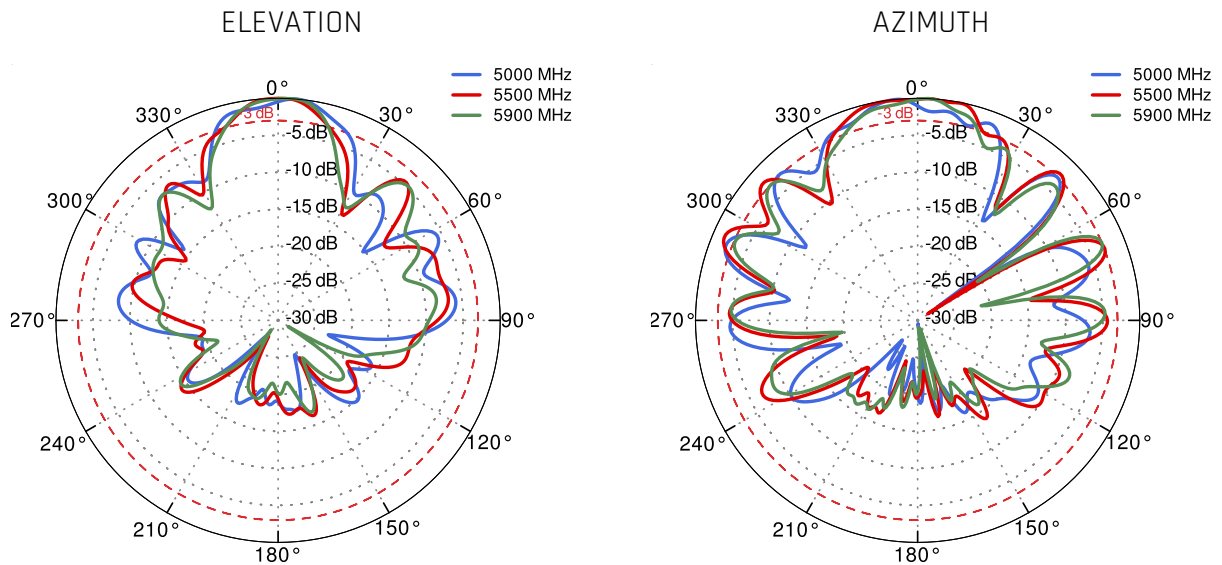 ELEVATION
5000 MHz
5500 MHz
5900 MHz
0°
330°
30°
-3 dB
-5 dB
-10 dB
300°
60°
-15 dB
-20 dB
-25 dB
-30 dB
270°
90°
240°
120°
210°
150°
180°
AZIMUTH
5000 MHz
5500 MHz
5900 MHz
0°
330°
30°
-3 dB
-5 dB
-10 dB
300°
60°
-15 dB
-20 dB
-25 dB
-30 dB
270°
90°
240°
120°
210°
150°
180°